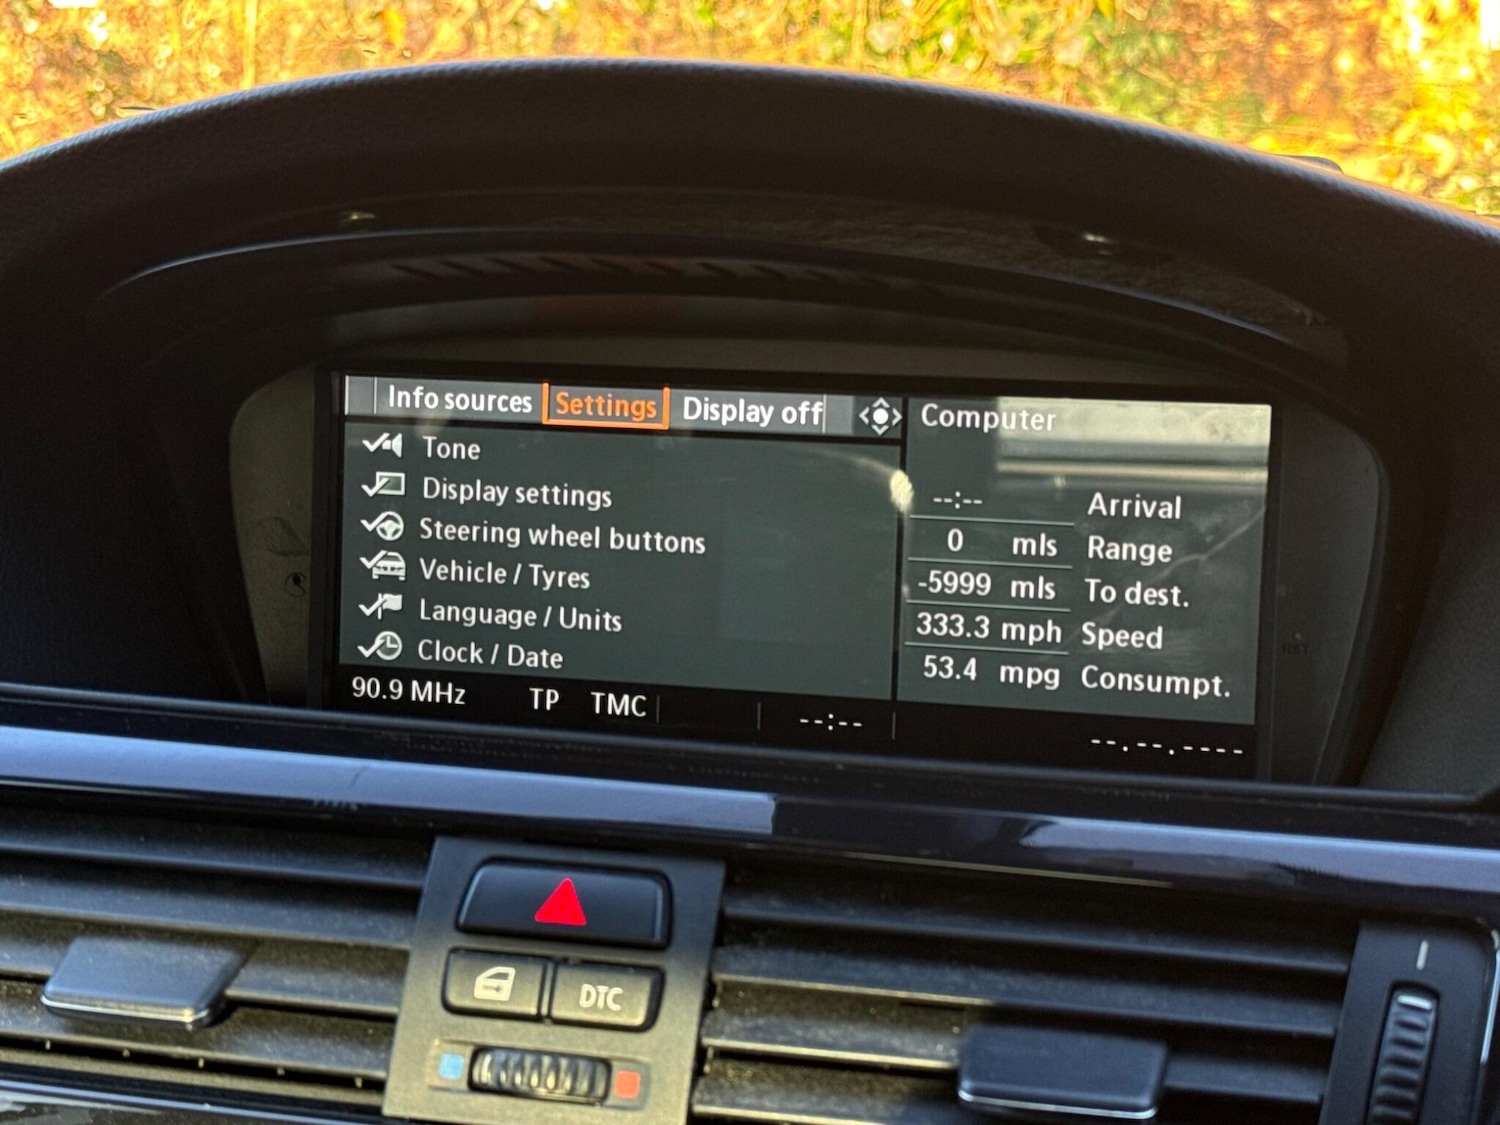 Info sources Settings Display off
Computer
Tone
Display settings
Steering wheel buttons
Vehicle / Tyres
Language / Units
Clock / Date
--:-- Arrival
0 mls Range
-5999 mls To dest.
333.3 mph Speed
53.4 mpg Consumpt.
90.9 MHz TP TMC --:-- --.--.----
RST
DTC